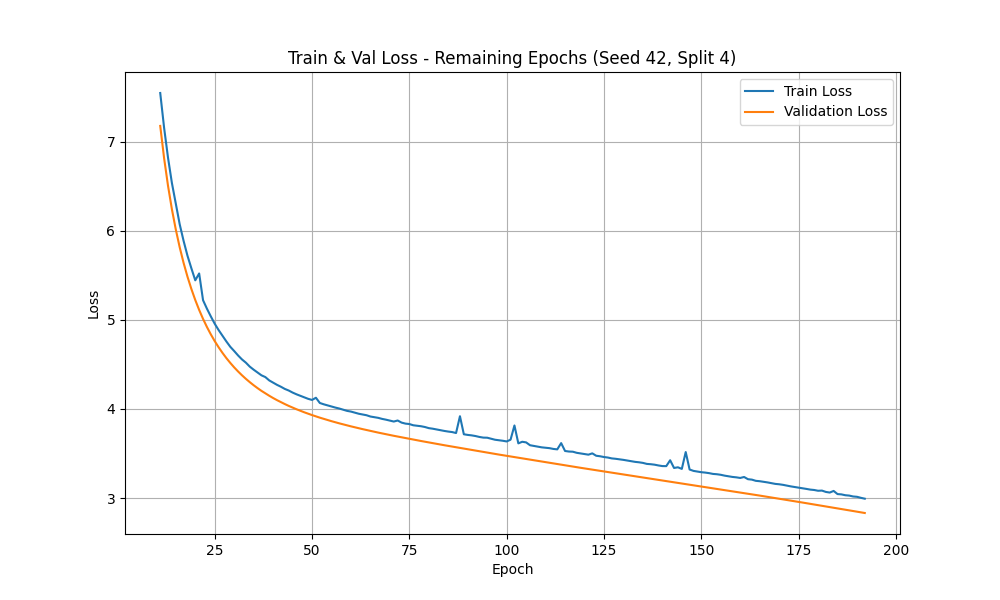 Train & Val Loss - Remaining Epochs (Seed 42, Split 4)
Train Loss
Validation Loss
7
6
5
4
3
Loss
25 50 75 100 125 150 175 200
Epoch